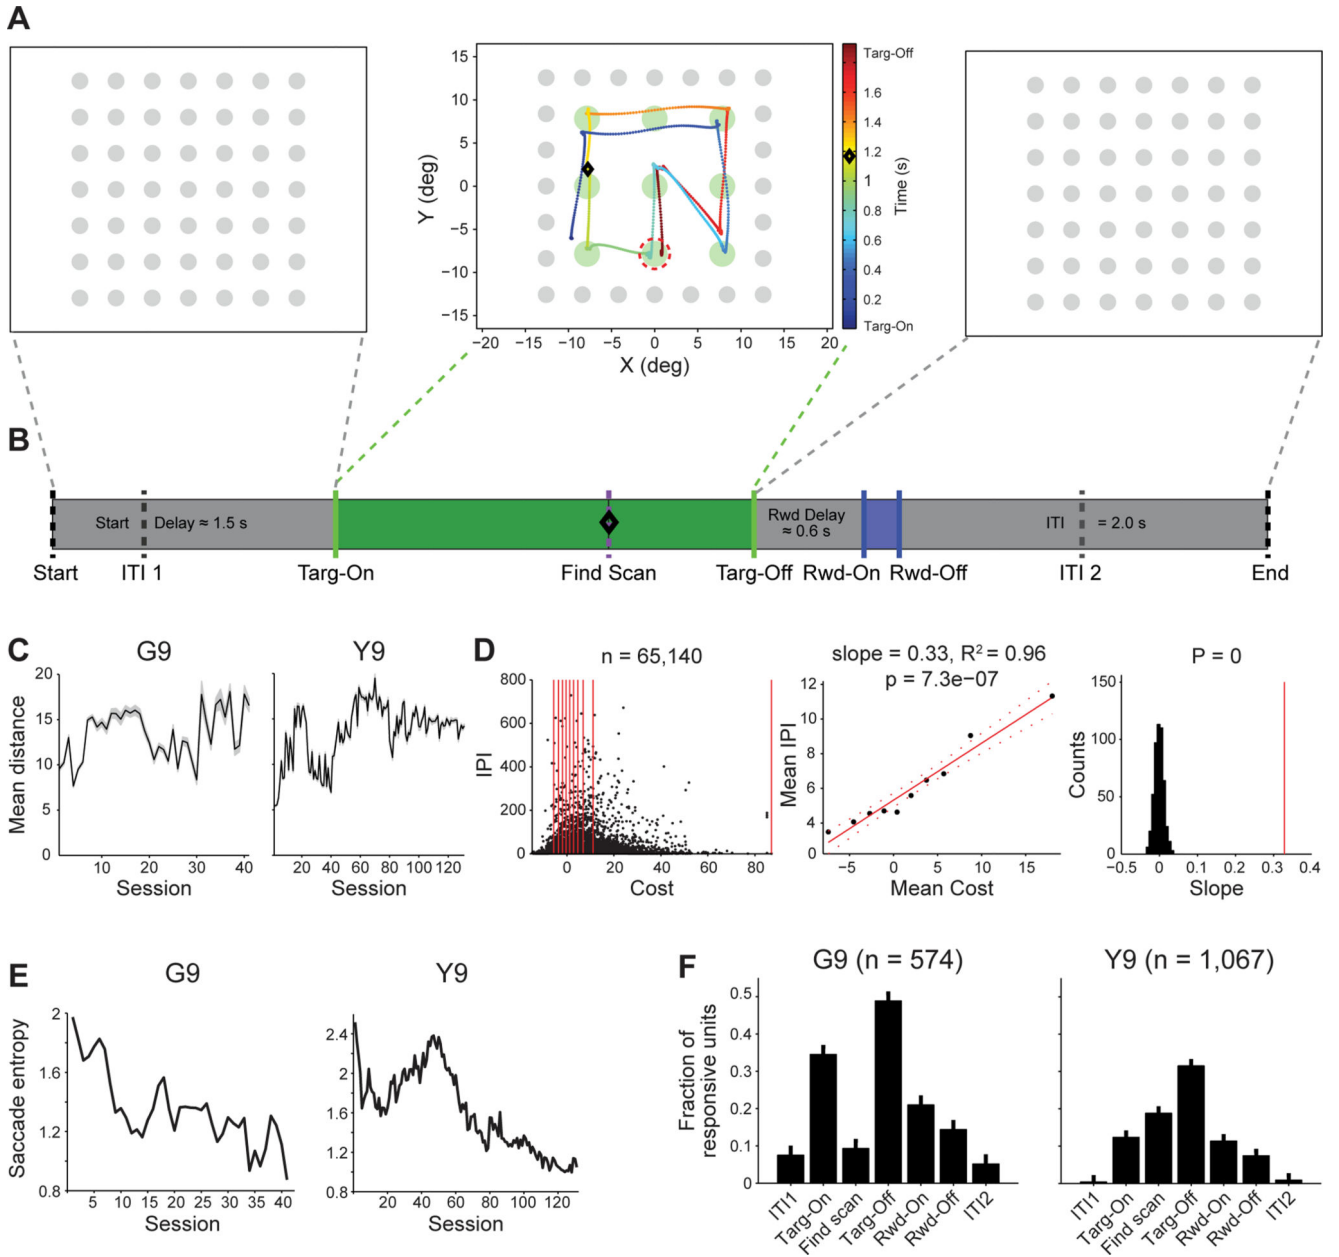 A
15
10
5
0
−5
−10
−15
Y (deg)
−20 −15 −10 −5 0 5 10 15 20
X (deg)
Targ-Off
1.6
1.4
1.2
1
0.8
0.6
0.4
0.2
Targ-On
Time (s)
B
Start Delay ≈ 1.5 s
Rwd Delay
≈ 0.6 s
ITI = 2.0 s
Start ITI 1 Targ-On Find Scan Targ-Off Rwd-On Rwd-Off ITI 2 End
C
G9 Y9
20
15
10
5
0
Mean distance
10 20 30 40
Session
20 40 60 80 100 120
Session
D
n = 65,140
800
600
400
200
0
IPI
0 20 40 60 80
Cost
slope = 0.33, R² = 0.96
p = 7.3e−07
12
10
8
6
4
0
Mean IPI
−5 0 5 10 15
Mean Cost
P = 0
150
100
50
0
Counts
−0.5 0 0.1 0.2 0.3 0.4
Slope
E
G9 Y9
2
1.6
1.2
0.8
Saccade entropy
5 10 15 20 25 30 35 40
Session
2.4
2
1.6
1.2
0.8
20 40 60 80 100 120
Session
F
G9 (n = 574) Y9 (n = 1,067)
0.5
0.4
0.3
0.2
0.1
0
Fraction of
responsive units
ITI1 Targ-On Find scan Targ-Off Rwd-On Rwd-Off ITI2
ITI1 Targ-On Find scan Targ-Off Rwd-On Rwd-Off ITI2